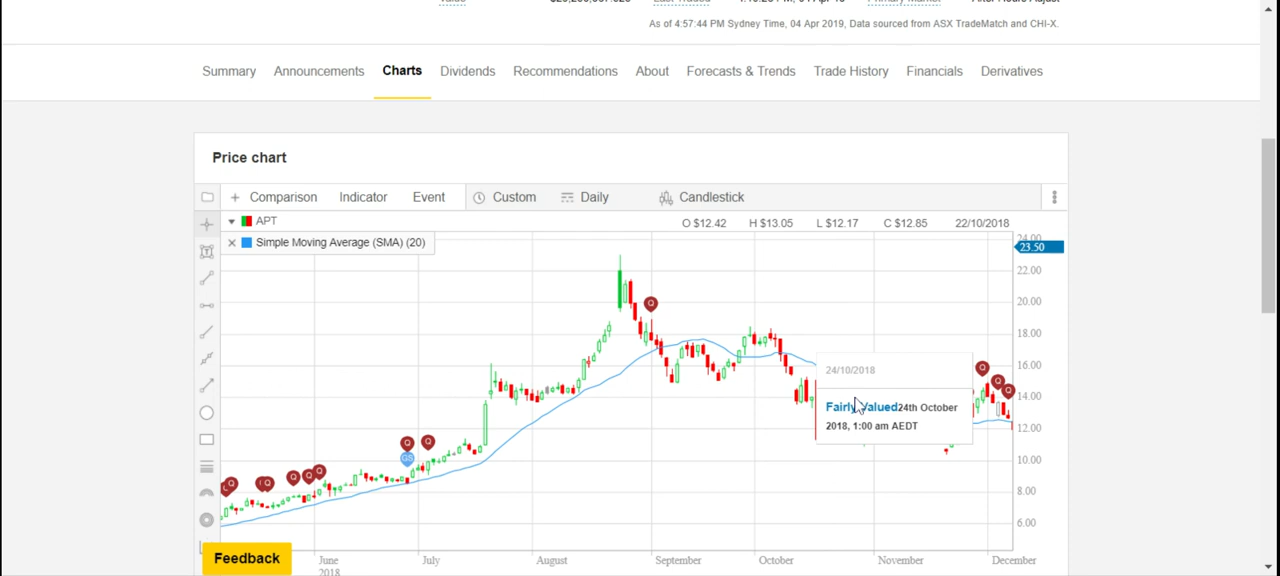 As of 4:57:44 PM Sydney Time, 04 Apr 2019, Data sourced from ASX TradeMatch and CHI-X.
Summary Announcements Charts Dividends Recommendations About Forecasts & Trends Trade History Financials Derivatives
Price chart
+ Comparison Indicator Event Custom Daily Candlestick
APT O $12.42 H $13.05 L $12.17 C $12.85 22/10/2018
Simple Moving Average (SMA) (20)
24.00
23.50
22.00
20.00
Q
18.00
16.00
24/10/2018
Q
Q
Q
14.00
Fairly Valued24th October
2018, 1:00 am AEDT
12.00
Q Q
10.00
Q Q Q Q Q
8.00
6.00
Feedback
June July August September October November December
2018